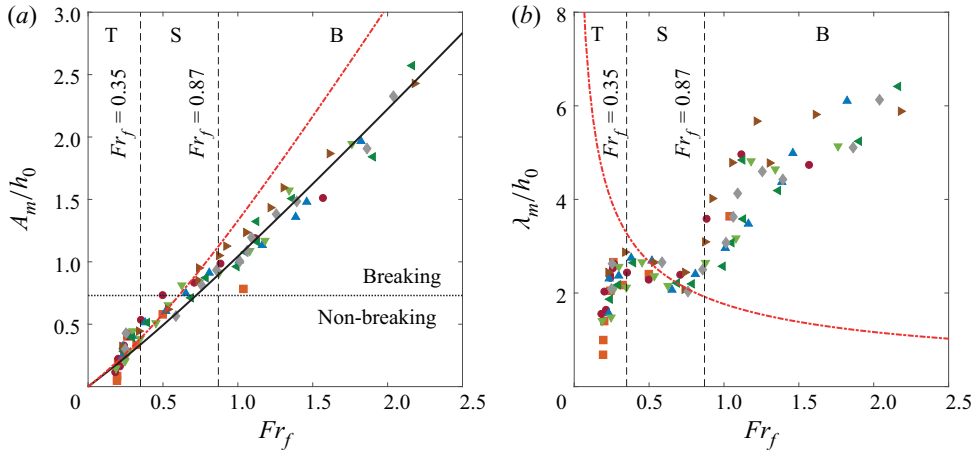 (a)
3.0
2.5
2.0
1.5
1.0
0.5
0
0.5
1.0
1.5
2.0
2.5
T
S
B
Fr_f = 0.35
Fr_f = 0.87
Breaking
Non-breaking
A_m/h_0
Fr_f
(b)
8
6
4
2
0
0.5
1.0
1.5
2.0
2.5
T
S
B
Fr_f = 0.35
Fr_f = 0.87
λ_m/h_0
Fr_f